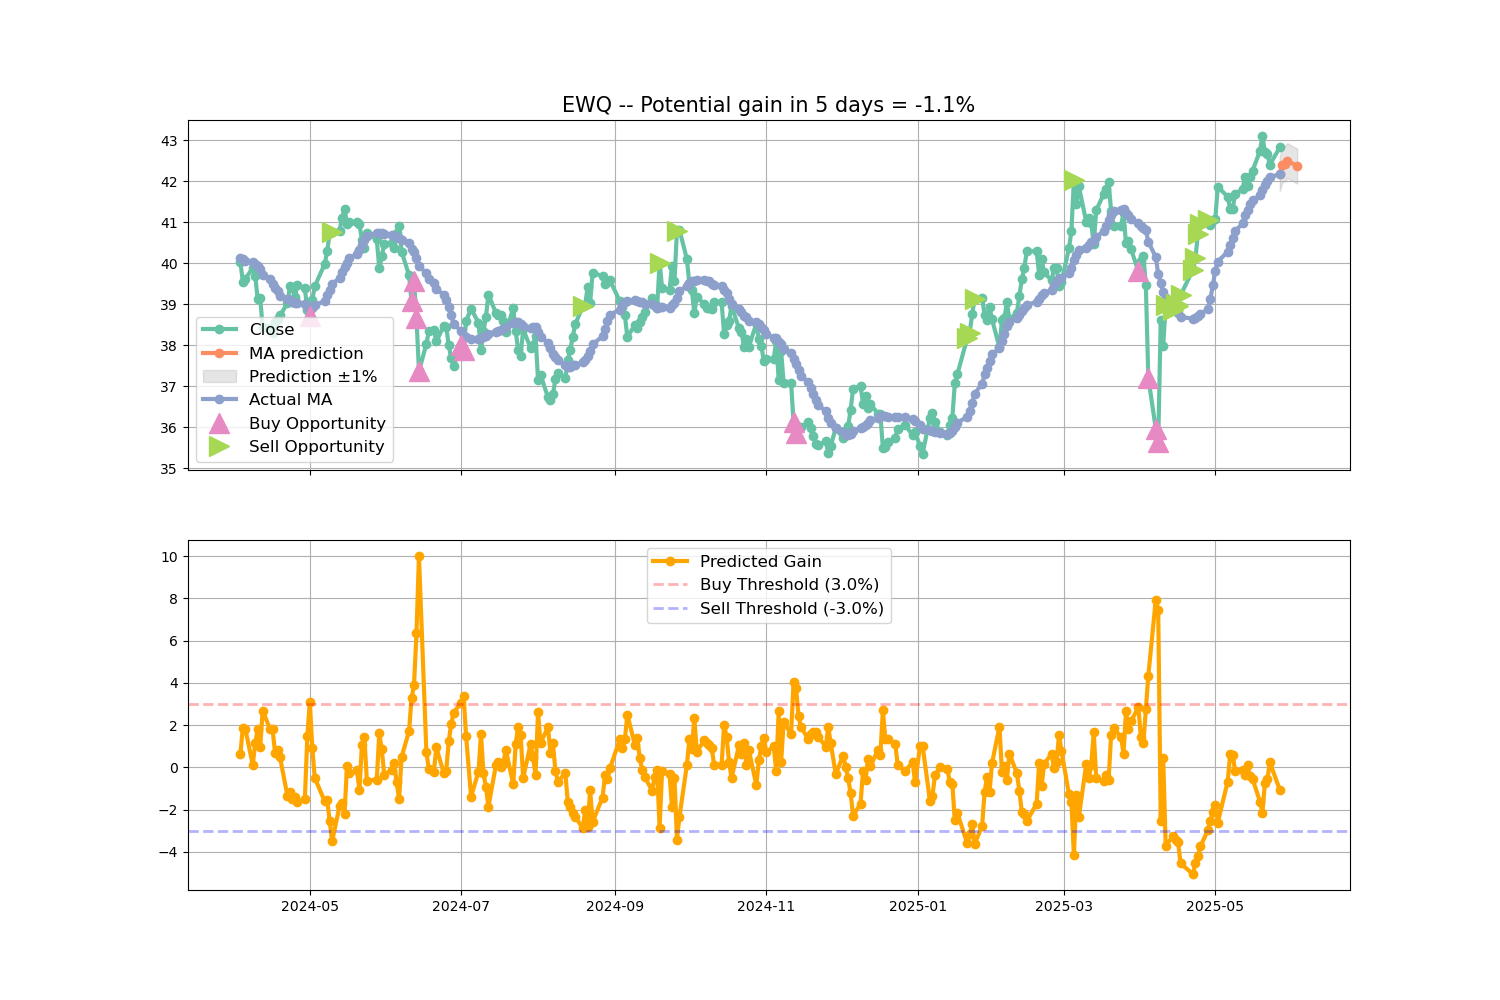 EWQ -- Potential gain in 5 days = -1.1%
43
42
41
40
39
38
37
36
35
Close
MA prediction
Prediction ±1%
Actual MA
Buy Opportunity
Sell Opportunity
10
8
6
4
2
0
−2
−4
Predicted Gain
Buy Threshold (3.0%)
Sell Threshold (-3.0%)
2024-05
2024-07
2024-09
2024-11
2025-01
2025-03
2025-05